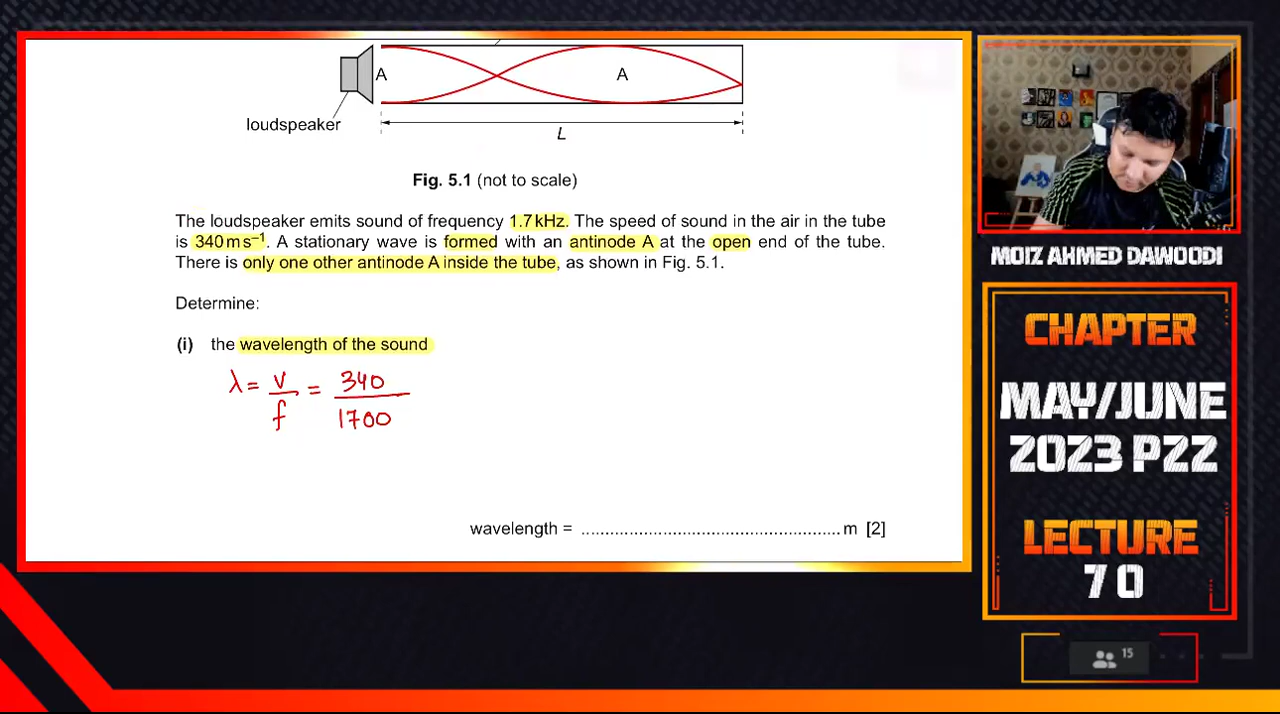 A
A
loudspeaker
L
Fig. 5.1 (not to scale)
The loudspeaker emits sound of frequency 1.7 kHz. The speed of sound in the air in the tube
is 340 m s⁻¹. A stationary wave is formed with an antinode A at the open end of the tube.
There is only one other antinode A inside the tube, as shown in Fig. 5.1.
Determine:
(i) the wavelength of the sound
λ = v/f = 340/1700
wavelength = ....................................................... m [2]
MOIZ AHMED DAWOODI
CHAPTER
MAY/JUNE
2023 P22
LECTURE
70
15